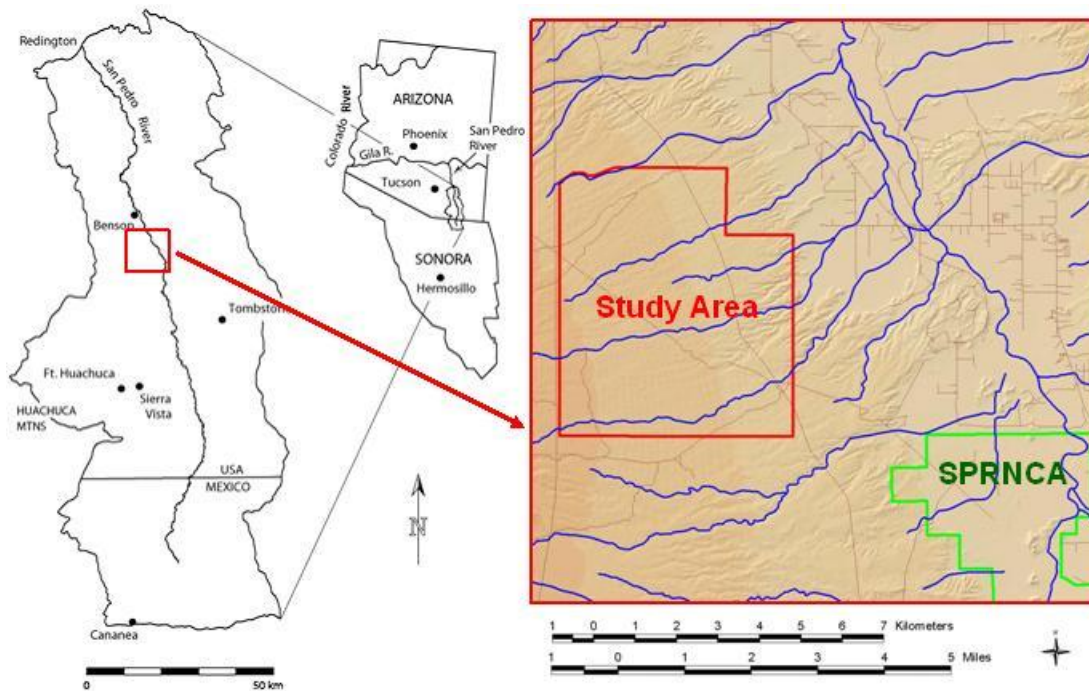 Redington
San Pedro
River
Benson
Tombston
Ft. Huachuca
Sierra
Vista
HUACHUCA
MTNS
USA
MEXICO
Cananea
0 50 km
N
Colorado River
ARIZONA
Phoenix
San Pedro
River
Gila R.
Tucson
SONORA
Hermosillo
Study Area
SPRNCA
1 0 1 2 3 4 5 6 7 Kilometers
1 0 1 2 3 4 5 Miles